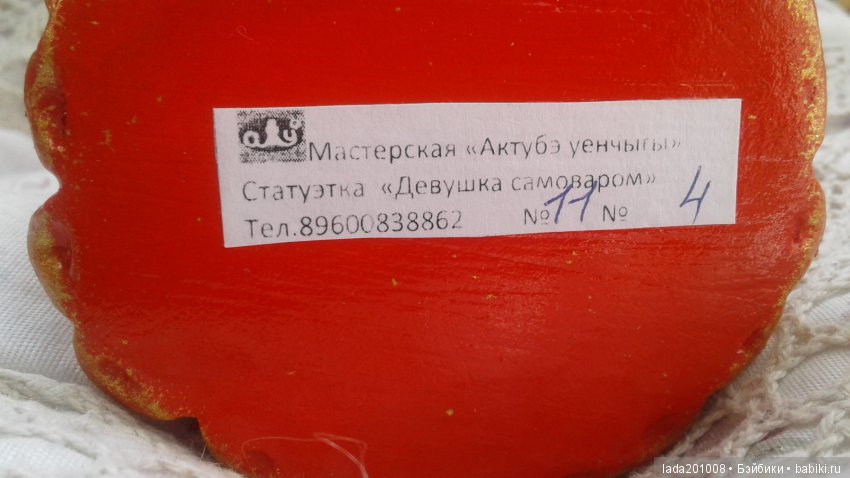 Мастерская «Актубэ уенчыгы»
Статуэтка «Девушка самоваром»
Тел.89600838862 №11 № 4
lada201008 • Бэйбики • babiki.ru